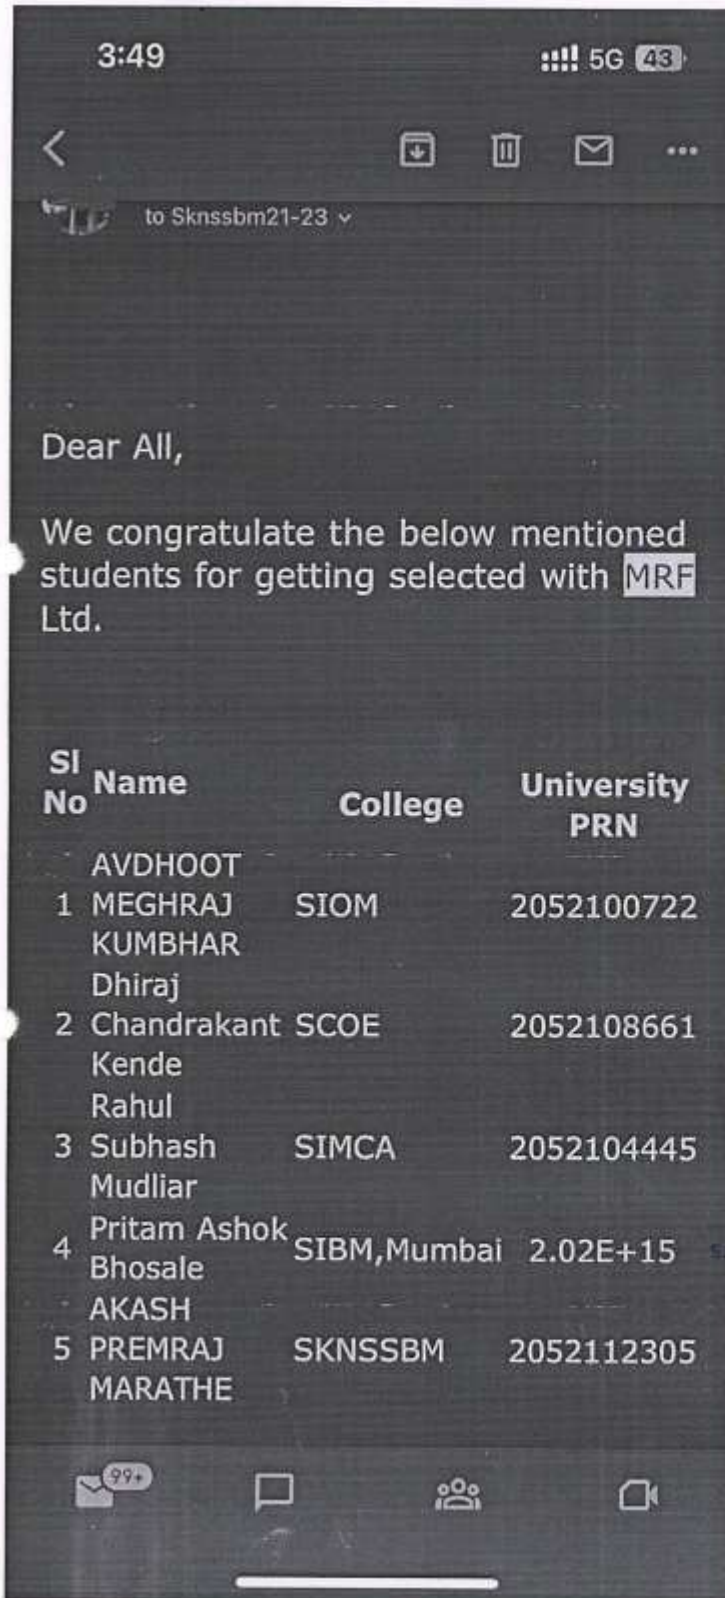 3:49 5G 43
to Sknssbm21-23
Dear All,
We congratulate the below mentioned
students for getting selected with MRF
Ltd.
Sl No Name College University PRN
1 AVDHOOT MEGHRAJ KUMBHAR SIOM 2052100722
2 Dhiraj Chandrakant Kende SCOE 2052108661
3 Rahul Subhash Mudliar SIMCA 2052104445
4 Pritam Ashok Bhosale SIBM,Mumbai 2.02E+15
5 AKASH PREMRAJ MARATHE SKNSSBM 2052112305
99+